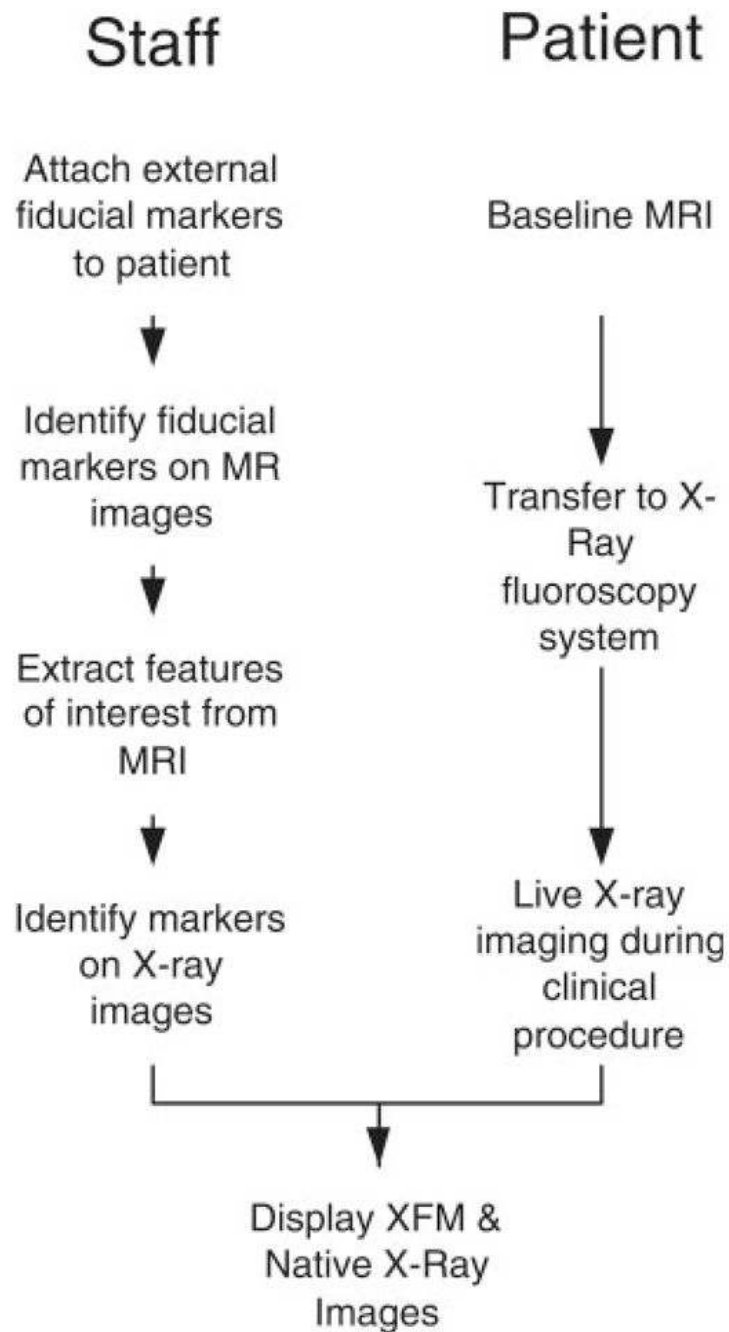 Staff
Patient
Attach external
fiducial markers
to patient
Baseline MRI
Identify fiducial
markers on MR
images
Transfer to X-
Ray
fluoroscopy
system
Extract features
of interest from
MRI
Identify markers
on X-ray
images
Live X-ray
imaging during
clinical
procedure
Display XFM &
Native X-Ray
Images